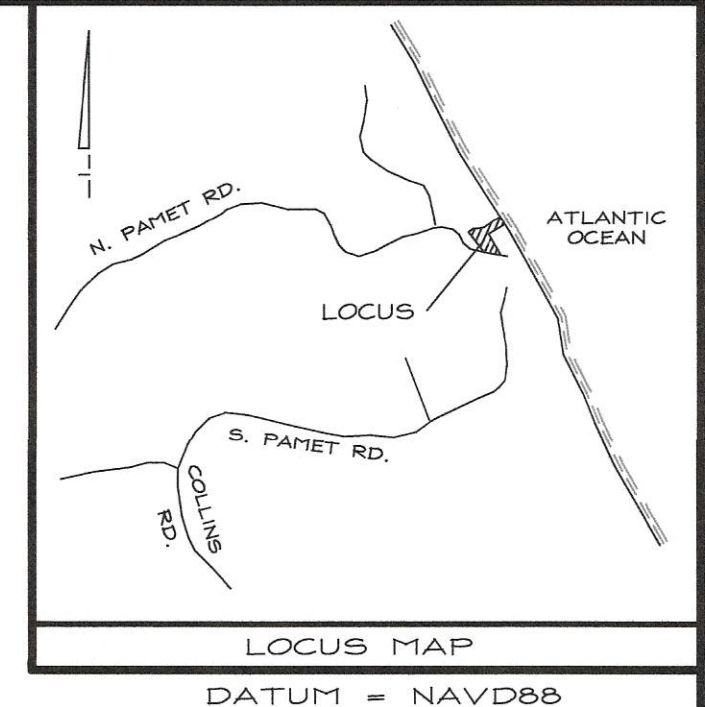 N. PAMET RD.
ATLANTIC
OCEAN
LOCUS
S. PAMET RD.
COLLINS
RD.
LOCUS MAP
DATUM = NAVD88